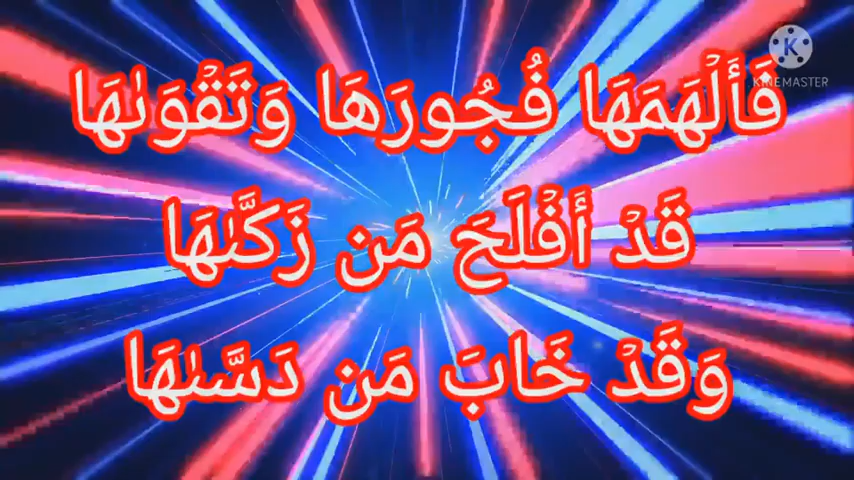 KINEMASTER
فَأَلۡهَمَهَا فُجُورَهَا وَتَقۡوَىٰهَا
قَدۡ أَفۡلَحَ مَن زَكَّىٰهَا
وَقَدۡ خَابَ مَن دَسَّىٰهَا